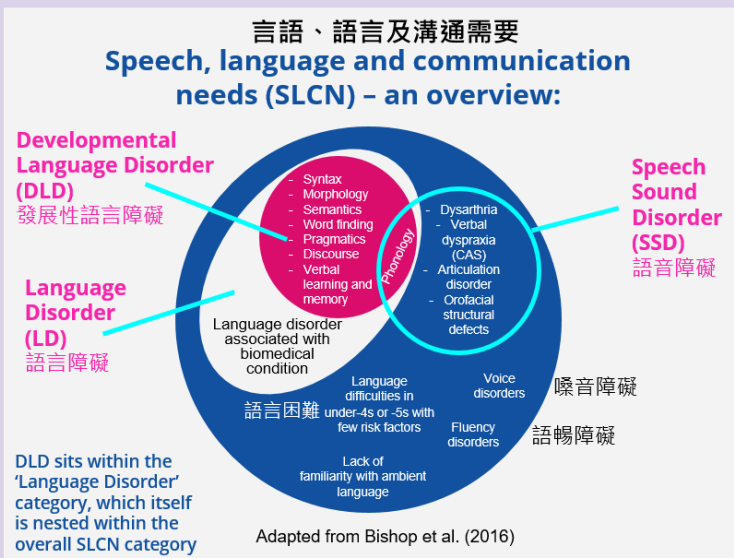 言語、語言及溝通需要
Speech, language and communication
needs (SLCN) – an overview:
Developmental
Language Disorder
(DLD)
發展性語言障礙
Language
Disorder
(LD)
語言障礙
- Syntax
- Morphology
- Semantics
- Word finding
- Pragmatics
- Discourse
- Verbal
learning and
memory
Phonology
- Dysarthria
- Verbal
dyspraxia
(CAS)
- Articulation
disorder
- Orofacial
structural
defects
Speech
Sound
Disorder
(SSD)
語音障礙
Language disorder
associated with
biomedical
condition
語言困難
Language
difficulties in
under-4s or -5s with
few risk factors
Voice
disorders
嗓音障礙
Fluency
disorders
語暢障礙
Lack of
familiarity with ambient
language
DLD sits within the
‘Language Disorder’
category, which itself
is nested within the
overall SLCN category
Adapted from Bishop et al. (2016)